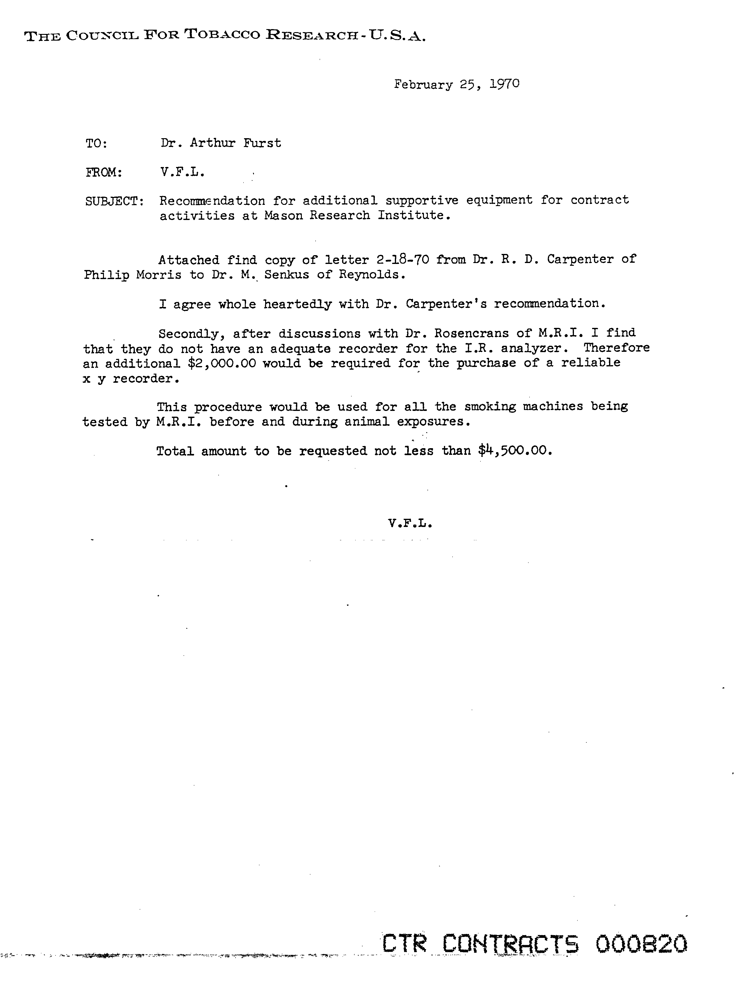 THE COUNCIL FOR TOBACCO RESEARCH-U.S.A.
February 25, 1970
TO: Dr. Arthur Furst
FROM: V.F.L.
SUBJECT: Recommendation for additional supportive equipment for contract
activities at Mason Research Institute.
Attached find copy of letter 2-18-70 from Dr. R. D. Carpenter of
Philip Morris to Dr. M. Senkus of Reynolds.
I agree whole heartedly with Dr. Carpenter's recommendation.
Secondly, after discussions with Dr. Rosencrans of M.R.I. I find
that they do not have an adequate recorder for the I.R. analyzer. Therefore
an additional $2,000.00 would be required for the purchase of a reliable
x y recorder.
This procedure would be used for all the smoking machines being
tested by M.R.I. before and during animal exposures.
Total amount to be requested not less than $4,500.00.
V.F.L.
CTR CONTRACTS 000820